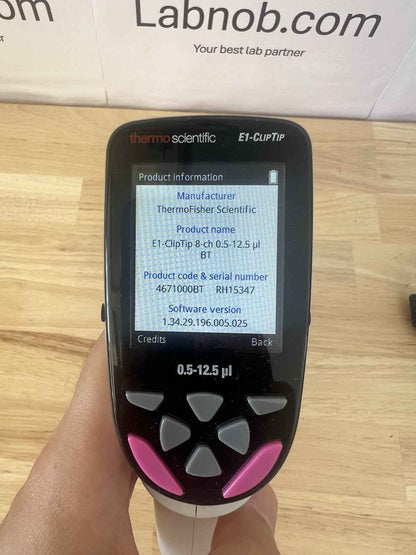 .com
Labnob.com
Your best lab partner
thermo scientific E1-CLIPTIP
Product information
Manufacturer
ThermoFisher Scientific
Product name
E1-ClipTip 8-ch 0.5-12.5 µl
BT
Product code & serial number
4671000BT RH15347
Software version
1.34.29.196.005.025
Credits Back
0.5-12.5 µl